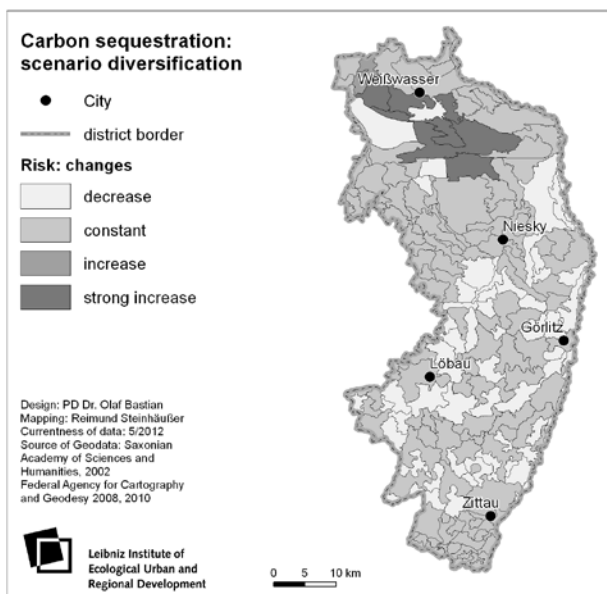 Carbon sequestration:
scenario diversification
City
district border
Risk: changes
decrease
constant
increase
strong increase
Design: PD Dr. Olaf Bastian
Mapping: Reimund Steinhäußer
Currentness of data: 5/2012
Source of Geodata: Saxonian
Academy of Sciences and
Humanities, 2002
Federal Agency for Cartography
and Geodesy 2008, 2010
Leibniz Institute of
Ecological Urban and
Regional Development
0 5 10 km
Weißwasser
Niesky
Görlitz
Löbau
Zittau